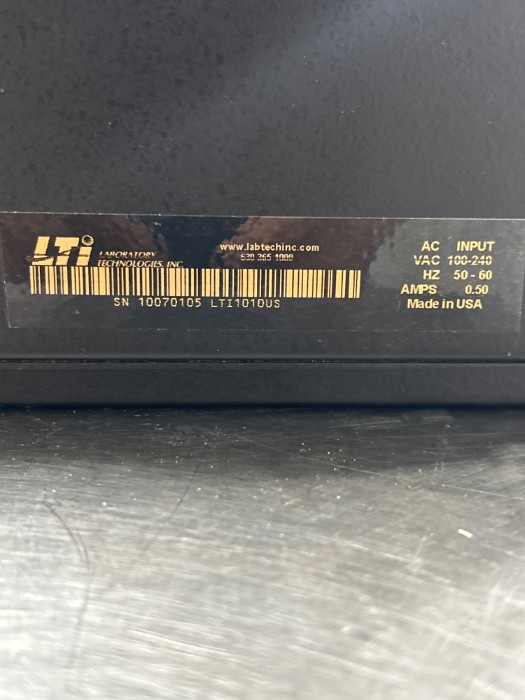 LTi LABORATORY
TECHNOLOGIES, INC
www.labtechinc.com
630 365 1000
SN 10070105 LTI1010US
AC INPUT
VAC 100-240
HZ 50 - 60
AMPS 0.50
Made in USA